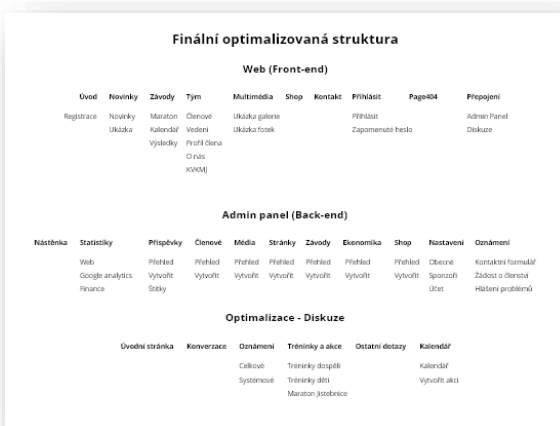 Finální optimalizovaná struktura
Web (Front-end)
Úvod Novinky Závody Tým Multimédia Shop Kontakt Přihlásit Page404 Přepojení
Registrace Novinky Maraton Členové Ukázka galerie Přihlásit Admin Panel
Ukázka Kalendář Vedení Ukázka fotek Zapomenuté heslo Diskuze
Výsledky Profil člena
O nás
KVKMJ
Admin panel (Back-end)
Nástěnka Statistiky Příspěvky Členové Média Stránky Závody Ekonomika Shop Nastavení Oznámení
Web Přehled Přehled Přehled Přehled Přehled Přehled Přehled Obecné Kontaktní formulář
Google analytics Vytvořit Vytvořit Vytvořit Vytvořit Vytvořit Vytvořit Vytvořit Sponzoři Žádost o členství
Finance Štítky Účet Hlášení problémů
Optimalizace - Diskuze
Úvodní stránka Konverzace Oznámení Tréninky a akce Ostatní dotazy Kalendář
Celkové Tréninky dospělí Kalendář
Systémové Tréninky děti Vytvořit akci
Maraton Jistebnice